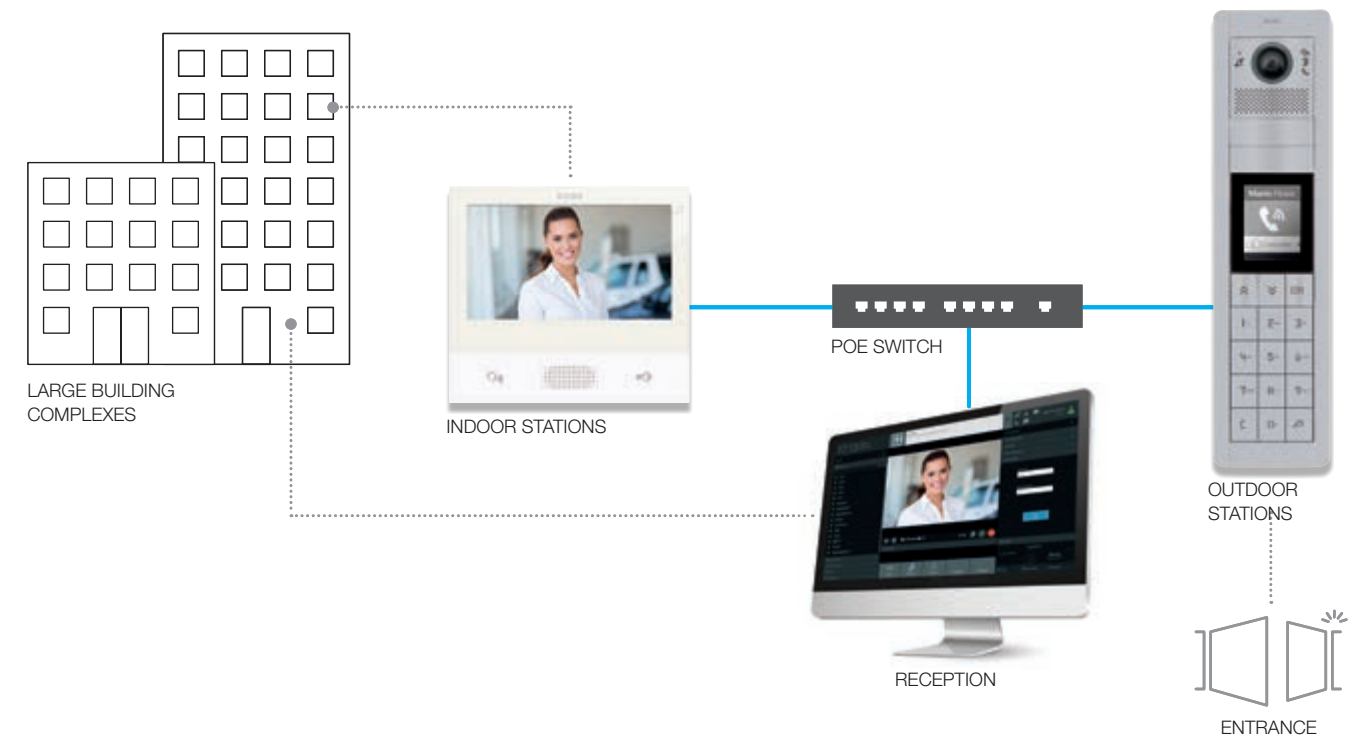 POE SWITCH
LARGE BUILDING
COMPLEXES
INDOOR STATIONS
OUTDOOR
STATIONS
RECEPTION
ENTRANCE